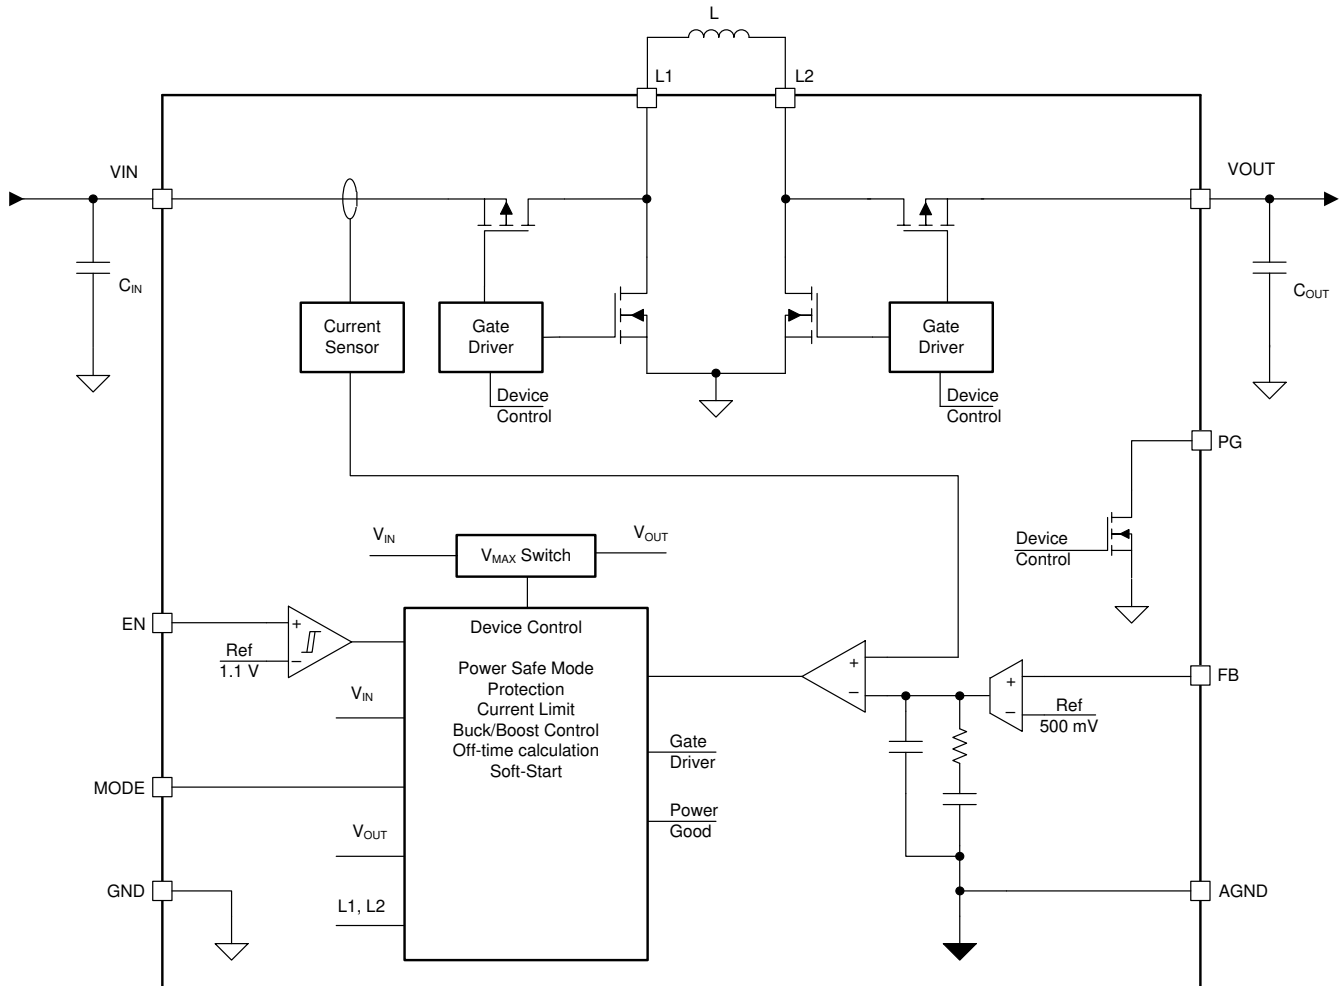 L
L1
L2
VIN
VOUT
CIN
COUT
Current
Sensor
Gate
Driver
Gate
Driver
Device
Control
Device
Control
PG
VIN
VOUT
VMAX Switch
Device
Control
EN
+
Ref
−
1.1 V
Device Control
Power Safe Mode
Protection
Current Limit
Buck/Boost Control
Off-time calculation
Soft-Start
+
−
+
−
FB
Ref
500 mV
VIN
Gate
Driver
MODE
Power
Good
VOUT
GND
L1, L2
AGND